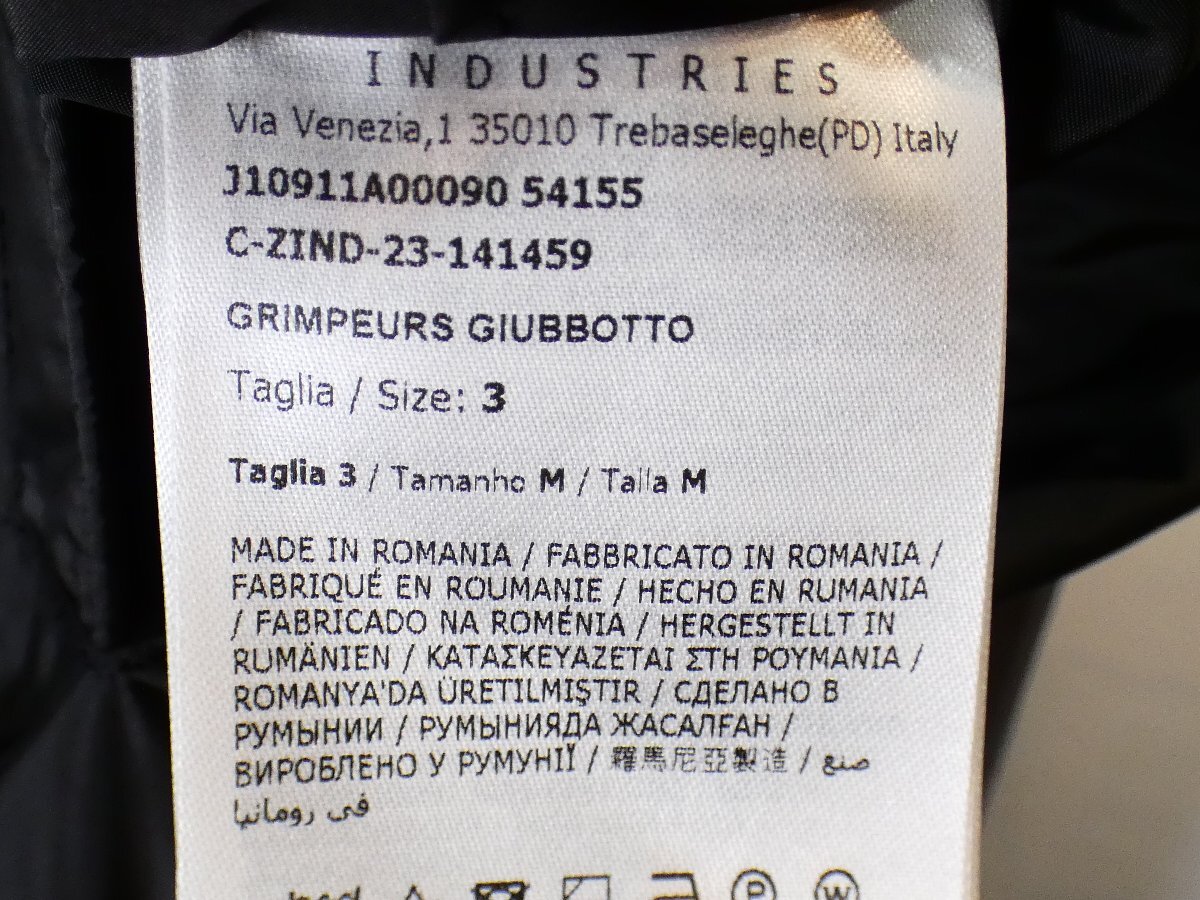 INDUSTRIES
Via Venezia,1 35010 Trebaseleghe(PD) Italy
J10911A00090 54155
C-ZIND-23-141459
GRIMPEURS GIUBBOTTO
Taglia / Size: 3
Taglia 3 / Tamanho M / Talla M
MADE IN ROMANIA / FABBRICATO IN ROMANIA /
FABRIQUÉ EN ROUMANIE / HECHO EN RUMANIA
/ FABRICADO NA ROMÉNIA / HERGESTELLT IN
RUMÄNIEN / ΚΑΤΑΣΚΕΥΑΖΕΤΑΙ ΣΤΗ ΡΟΥΜΑΝΙΑ /
ROMANYA'DA ÜRETILMIŞTIR / СДЕЛАНО В
РУМЫНИИ / РУМЫНИЯДА ЖАСАЛҒАН /
ВИРОБЛЕНО У РУМУНІЇ / 羅馬尼亞製造 / صنع
في رومانيا
P W